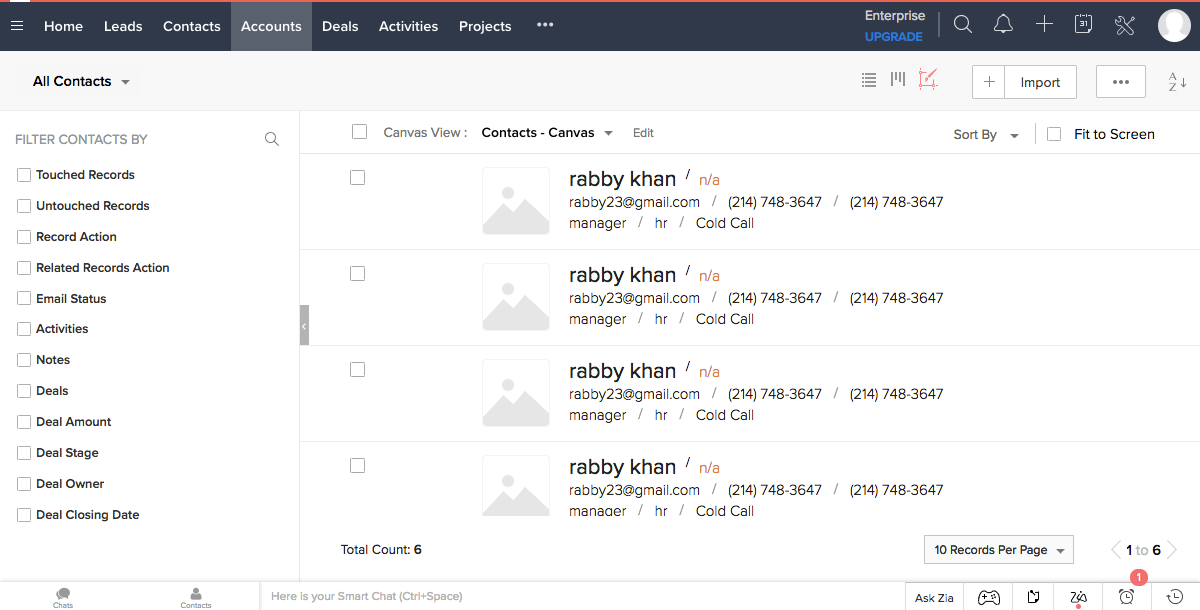 Home Leads Contacts Accounts Deals Activities Projects ••• Enterprise UPGRADE 31
All Contacts + Import ••• A Z
FILTER CONTACTS BY
Touched Records
Untouched Records
Record Action
Related Records Action
Email Status
Activities
Notes
Deals
Deal Amount
Deal Stage
Deal Owner
Deal Closing Date
Canvas View : Contacts - Canvas Edit Sort By Fit to Screen
rabby khan / n/a
rabby23@gmail.com / (214) 748-3647 / (214) 748-3647
manager / hr / Cold Call
rabby khan / n/a
rabby23@gmail.com / (214) 748-3647 / (214) 748-3647
manager / hr / Cold Call
rabby khan / n/a
rabby23@gmail.com / (214) 748-3647 / (214) 748-3647
manager / hr / Cold Call
rabby khan / n/a
rabby23@gmail.com / (214) 748-3647 / (214) 748-3647
manager / hr / Cold Call
Total Count: 6 10 Records Per Page 1 to 6
Chats Contacts Here is your Smart Chat (Ctrl+Space) Ask Zia 1